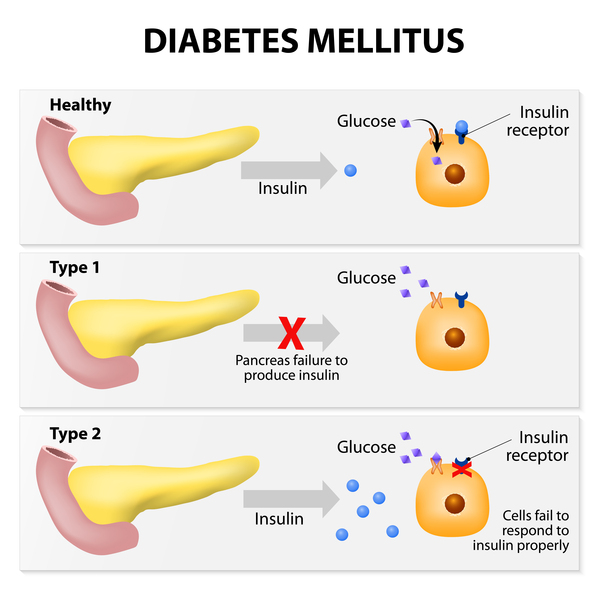 DIABETES MELLITUS
Healthy
Glucose
Insulin
receptor
Insulin
Type 1
Glucose
Pancreas failure to
produce insulin
Type 2
Glucose
Insulin
receptor
Insulin
Cells fail to
respond to
insulin properly